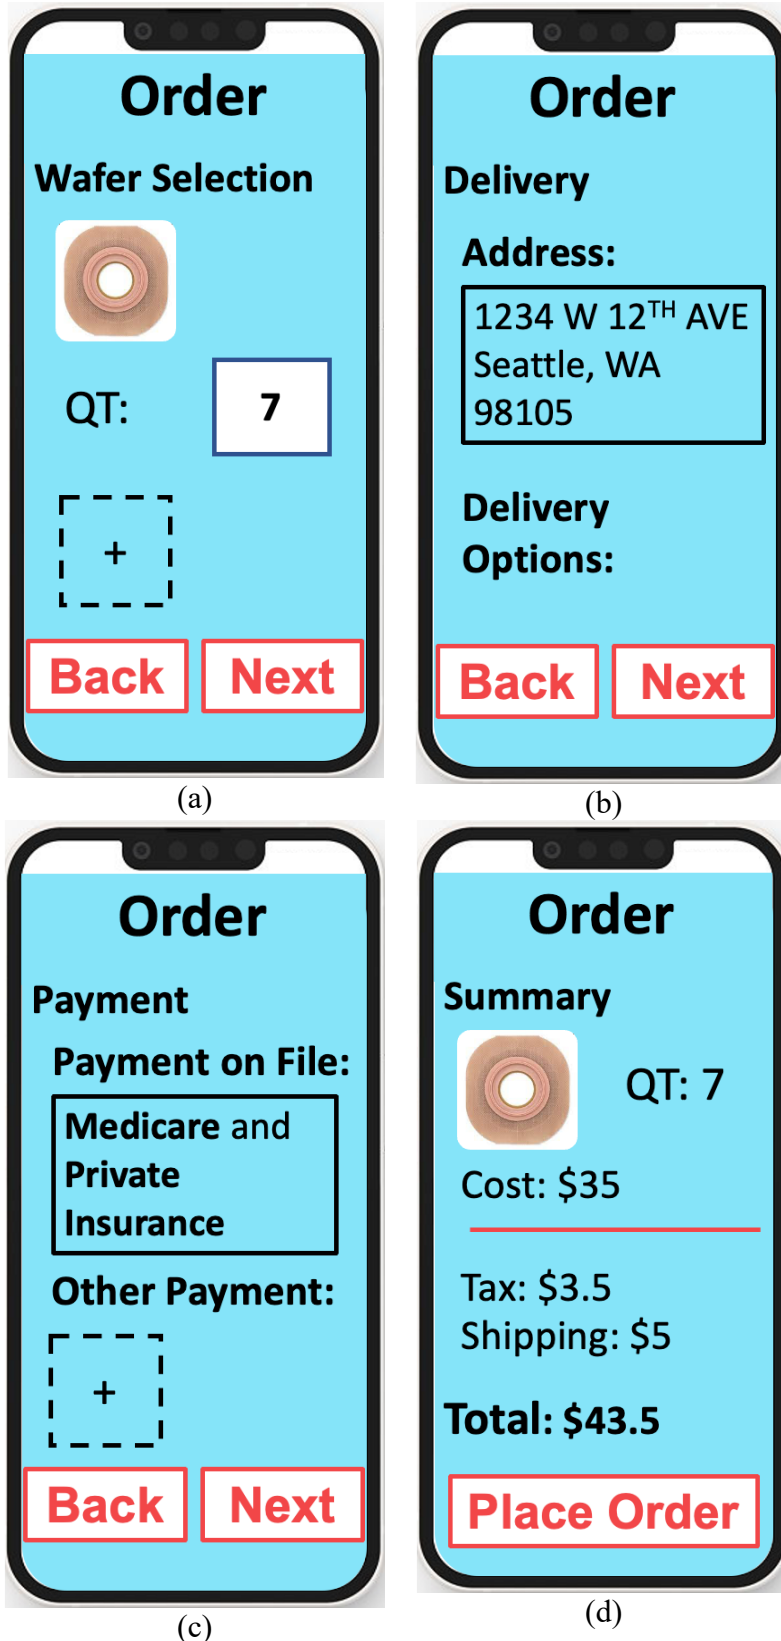 Order
Wafer Selection
QT:
7
+
Back
Next
(a)
Order
Delivery
Address:
1234 W 12TH AVE
Seattle, WA
98105
Delivery
Options:
Back
Next
(b)
Order
Payment
Payment on File:
Medicare and
Private
Insurance
Other Payment:
+
Back
Next
(c)
Order
Summary
QT: 7
Cost: $35
Tax: $3.5
Shipping: $5
Total: $43.5
Place Order
(d)